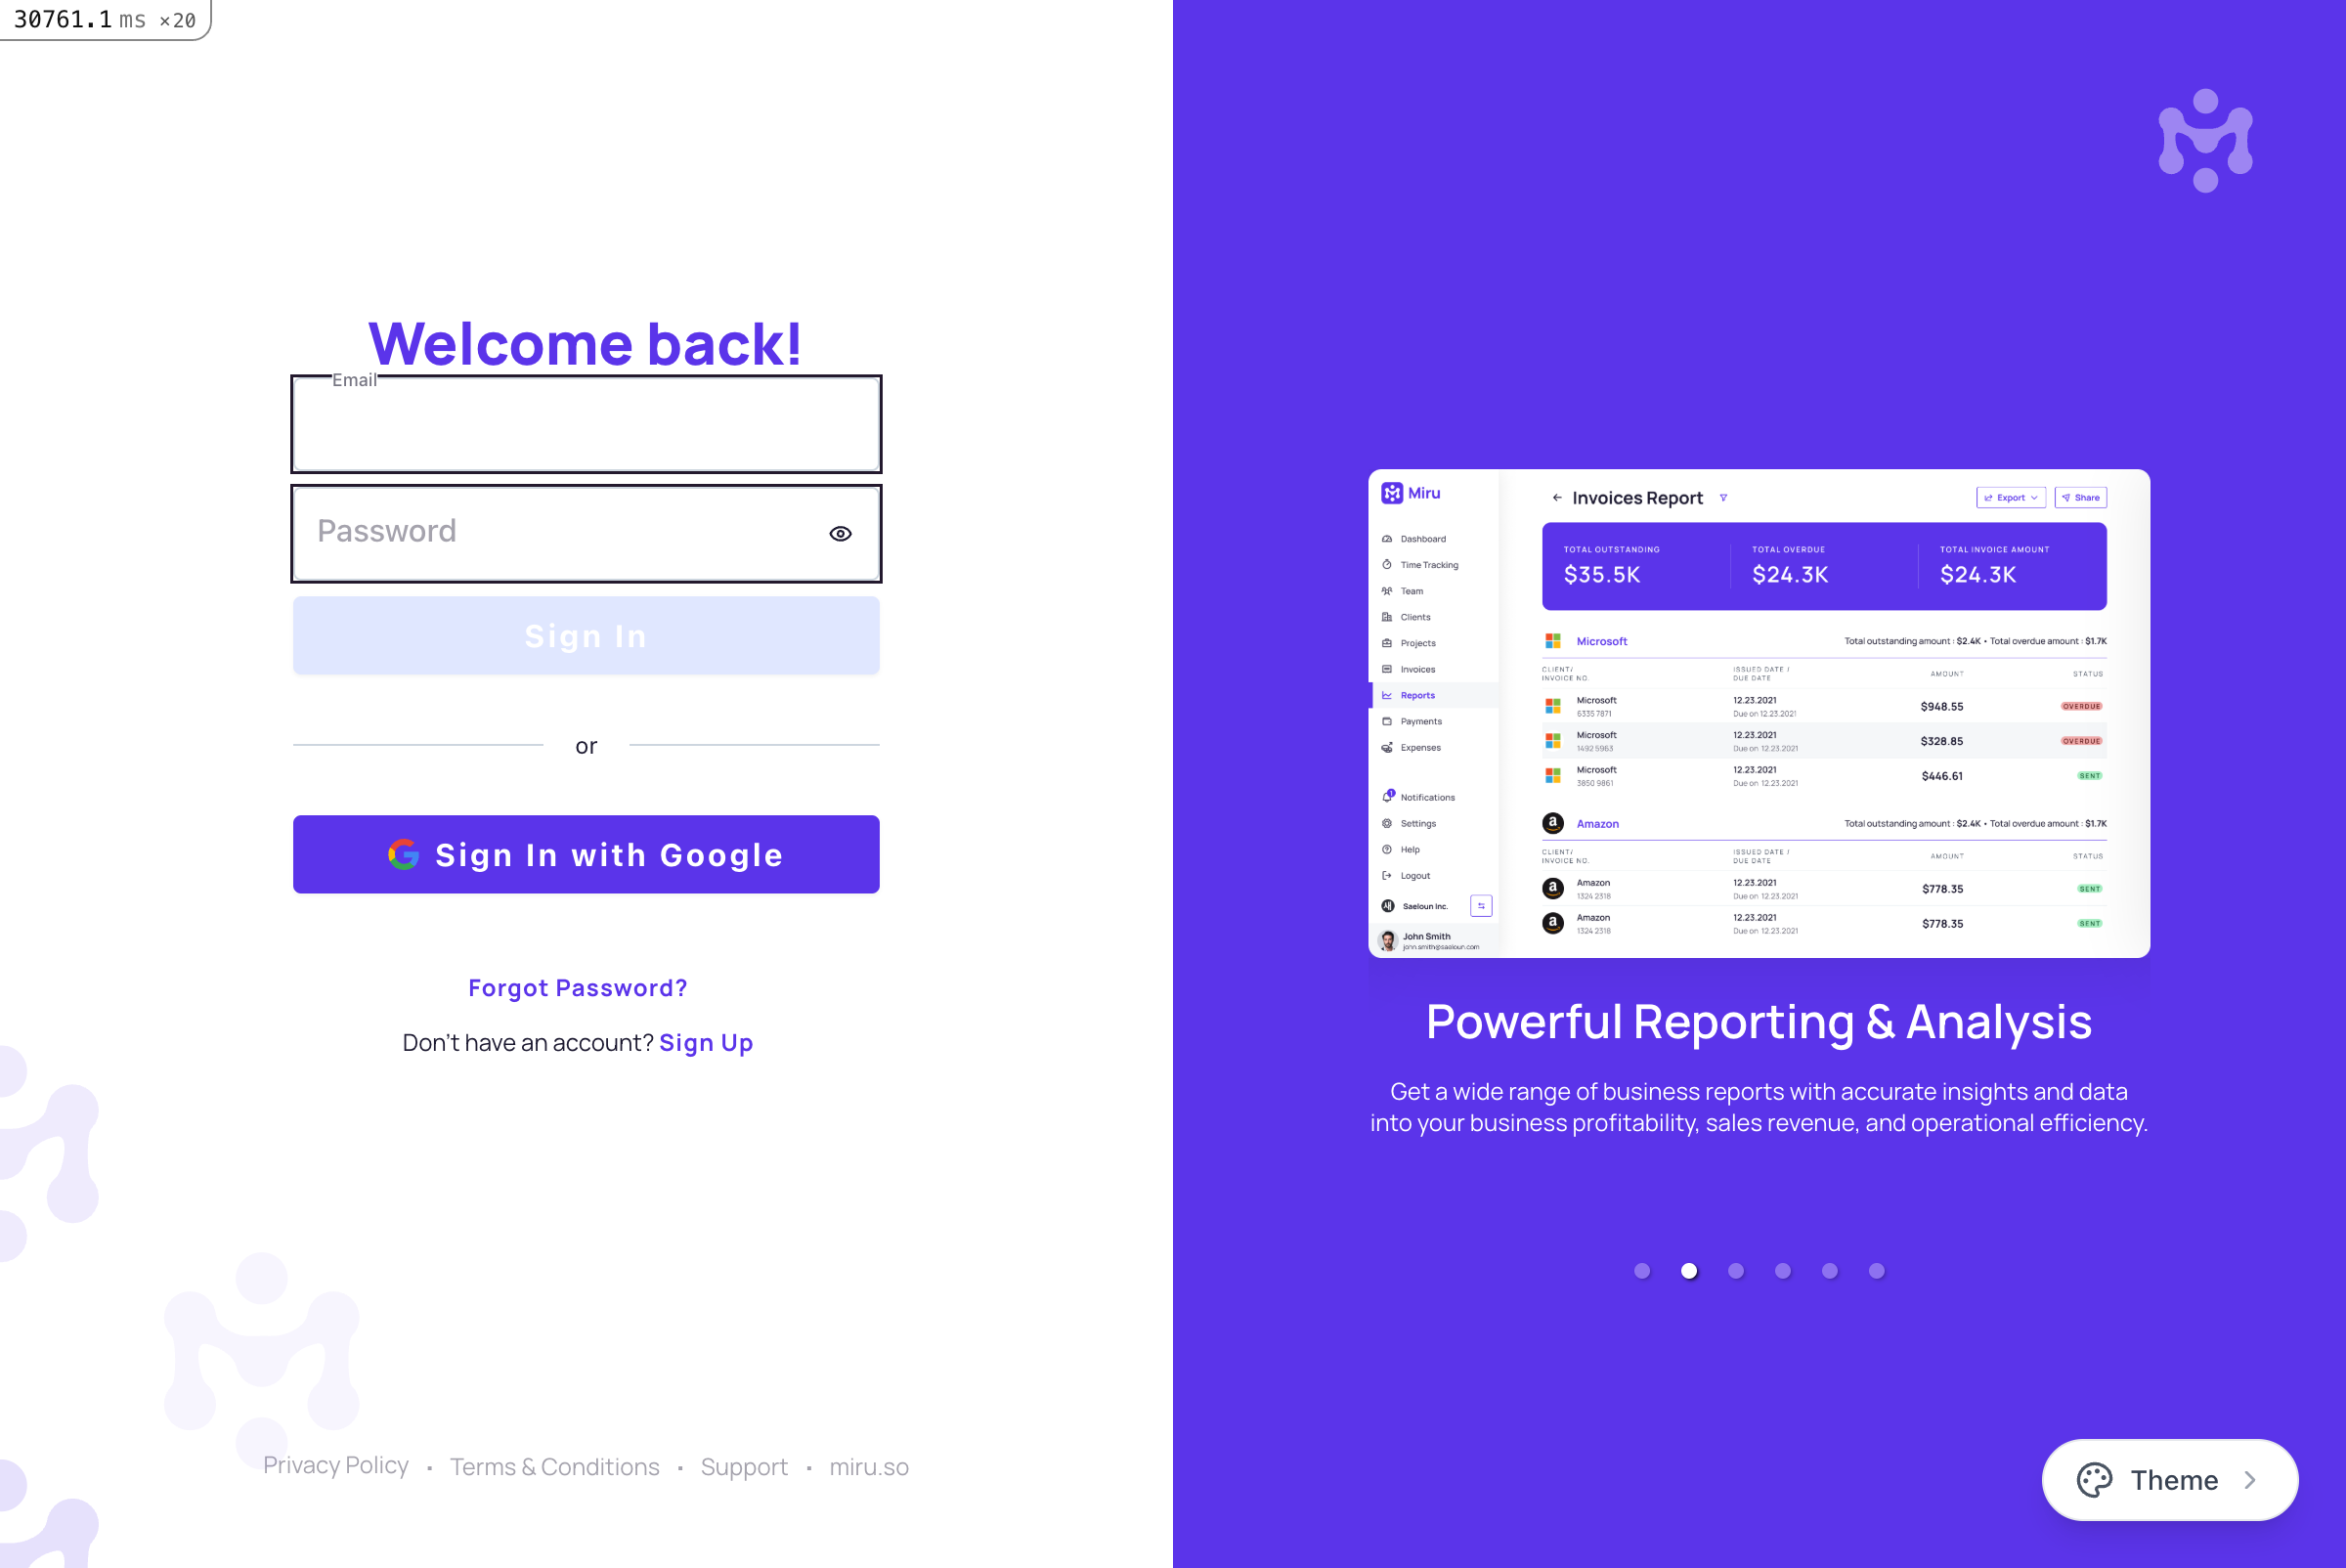 30761.1 ms ×20
Welcome back!
Email
Password
Sign In
or
Sign In with Google
Forgot Password?
Don't have an account? Sign Up
Privacy Policy • Terms & Conditions • Support • miru.so
Miru
Dashboard
Time Tracking
Team
Clients
Projects
Invoices
Reports
Payments
Expenses
1
Notifications
Settings
Help
Logout
Saeloun Inc.
John Smith
john.smith@saeloun.com
Invoices Report
Export
Share
TOTAL OUTSTANDING
$35.5K
TOTAL OVERDUE
$24.3K
TOTAL INVOICE AMOUNT
$24.3K
Microsoft
Total outstanding amount : $2.4K • Total overdue amount : $1.7K
CLIENT/
INVOICE NO.
ISSUED DATE /
DUE DATE
AMOUNT
STATUS
Microsoft
6335 7871
12.23.2021
Due on 12.23.2021
$948.55
OVERDUE
Microsoft
1492 5963
12.23.2021
Due on 12.23.2021
$328.85
OVERDUE
Microsoft
3850 9861
12.23.2021
Due on 12.23.2021
$446.61
SENT
a
Amazon
Total outstanding amount : $2.4K • Total overdue amount : $1.7K
CLIENT/
INVOICE NO.
ISSUED DATE /
DUE DATE
AMOUNT
STATUS
a
Amazon
1324 2318
12.23.2021
Due on 12.23.2021
$778.35
SENT
a
Amazon
1324 2318
12.23.2021
Due on 12.23.2021
$778.35
SENT
Powerful Reporting & Analysis
Get a wide range of business reports with accurate insights and data
into your business profitability, sales revenue, and operational efficiency.
Theme